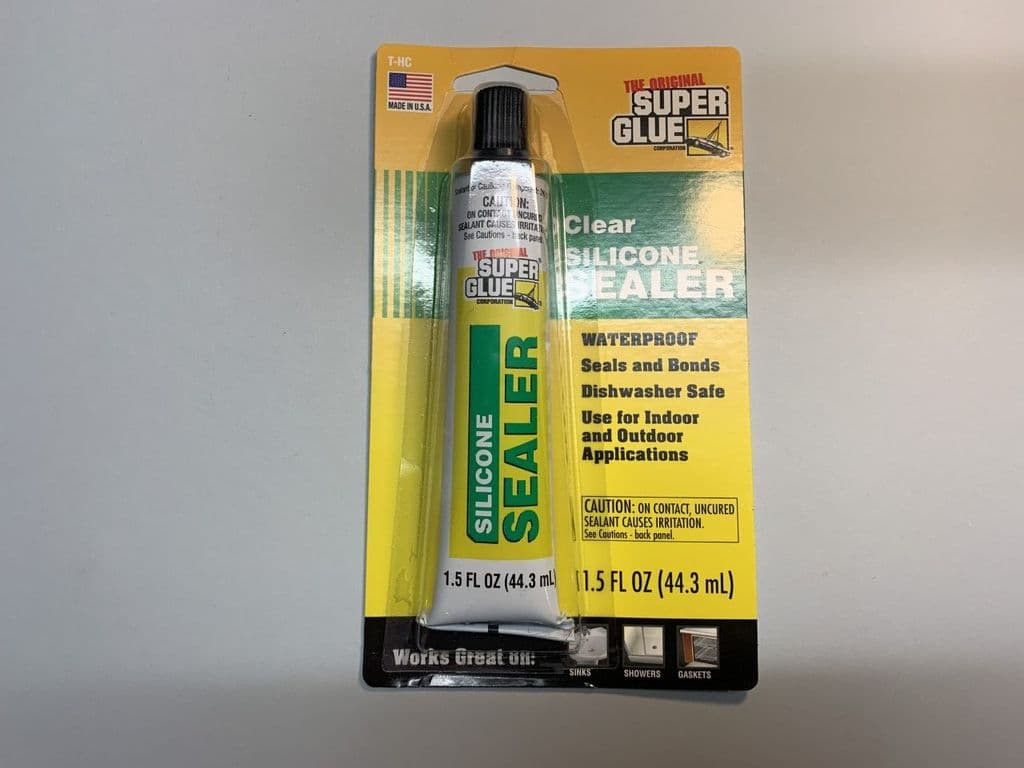 T-HC
MADE IN U.S.A.
THE ORIGINAL
SUPER
GLUE
CORPORATION
Clear
SILICONE
SEALER
WATERPROOF
Seals and Bonds
Dishwasher Safe
Use for Indoor
and Outdoor
Applications
CAUTION: ON CONTACT, UNCURED
SEALANT CAUSES IRRITATION.
See Cautions - back panel.
1.5 FL OZ (44.3 mL)
Works Great on:
SINKS
SHOWERS
GASKETS
CAUTION:
ON CONTACT, UNCURED
SEALANT CAUSES IRRITATION.
See Cautions - back panel.
THE ORIGINAL
SUPER
GLUE
CORPORATION
SILICONE
SEALER
1.5 FL OZ (44.3 mL)